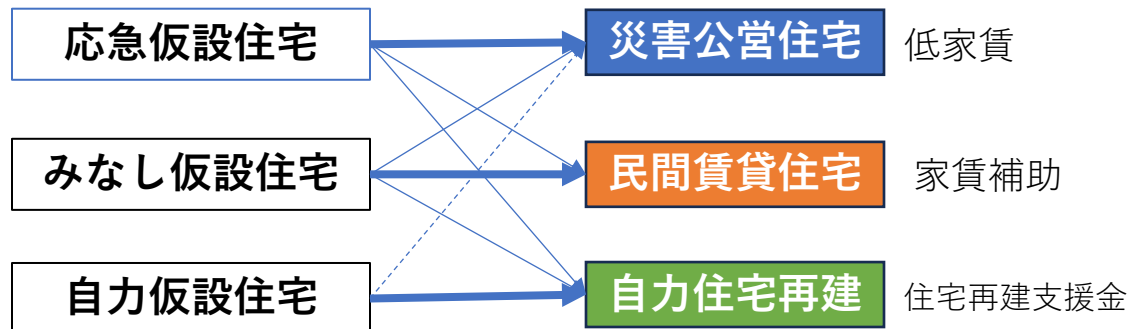 応急仮設住宅
災害公営住宅
低家賃
みなし仮設住宅
民間賃貸住宅
家賃補助
自力仮設住宅
自力住宅再建
住宅再建支援金